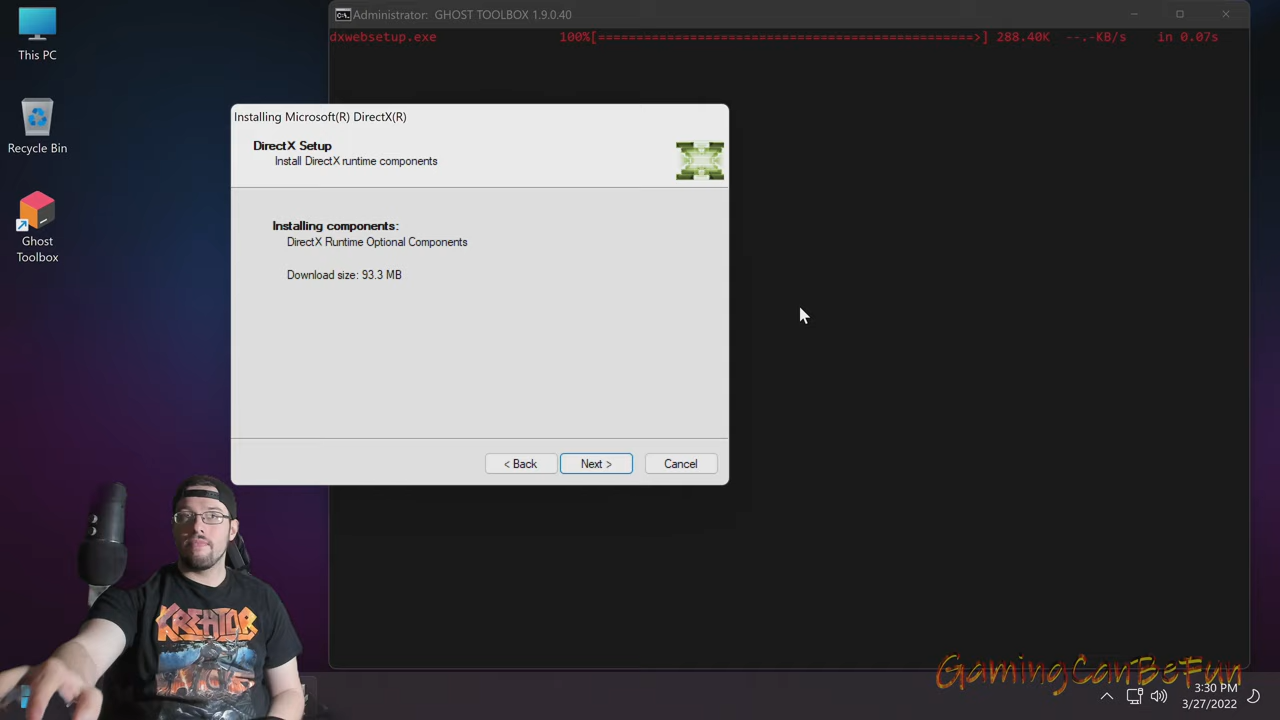 This PC
Recycle Bin
Ghost
Toolbox
Administrator: GHOST TOOLBOX 1.9.0.40
dxwebsetup.exe 100%[=================================================>] 288.40K --.-KB/s in 0.07s
Installing Microsoft(R) DirectX(R)
DirectX Setup
Install DirectX runtime components
Installing components:
DirectX Runtime Optional Components
Download size: 93.3 MB
< Back
Next >
Cancel
KREATOR
GamingCanBeFun
3:30 PM
3/27/2022